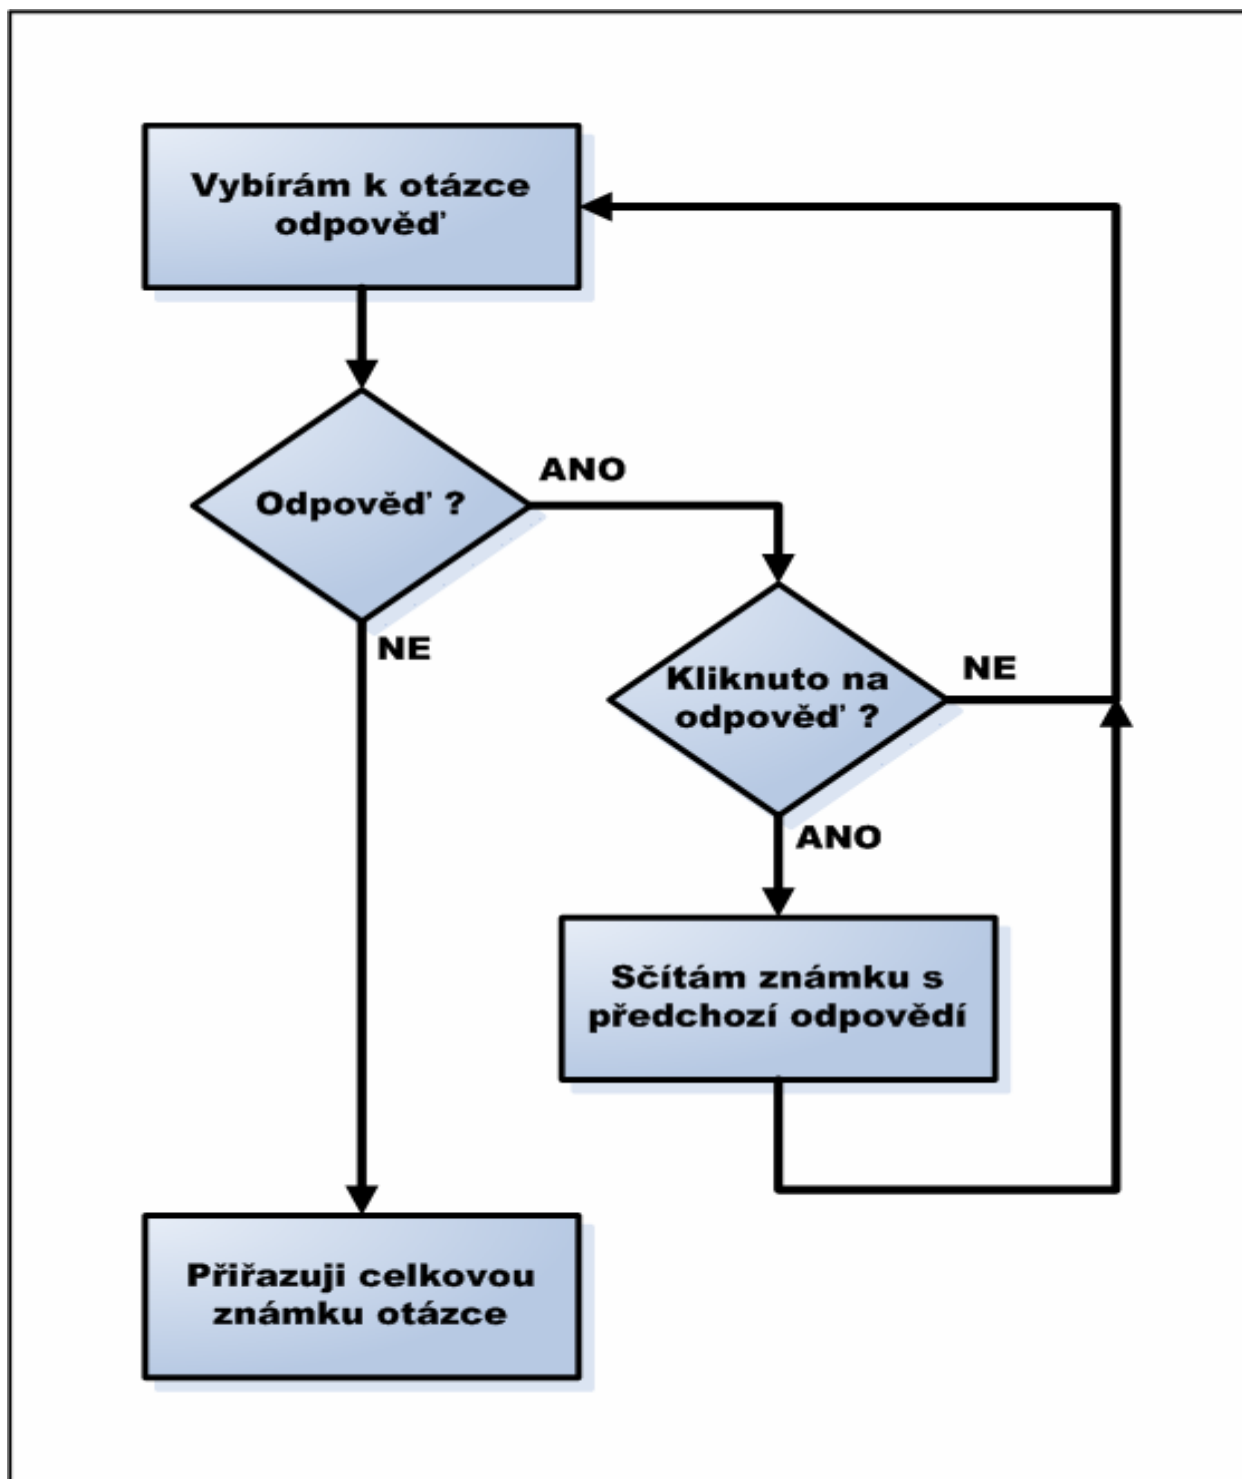 Vybírám k otázce
odpověď
Odpověď ?
ANO
NE
Kliknuto na
odpověď ?
NE
ANO
Sčítám známku s
předchozí odpovědí
Přiřazuji celkovou
známku otázce